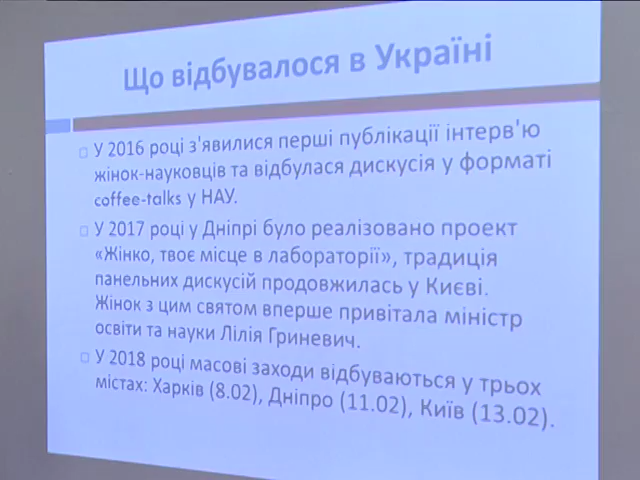 Що відбувалося в Україні
У 2016 році з'явилися перші публікації інтерв'ю
жінок-науковців та відбулася дискусія у форматі
coffee-talks у НАУ.
У 2017 році у Дніпрі було реалізовано проект
«Жінко, твоє місце в лабораторії», традиція
панельних дискусій продовжилась у Києві.
Жінок з цим святом вперше привітала міністр
освіти та науки Лілія Гриневич.
У 2018 році масові заходи відбуваються у трьох
містах: Харків (8.02), Дніпро (11.02), Київ (13.02).